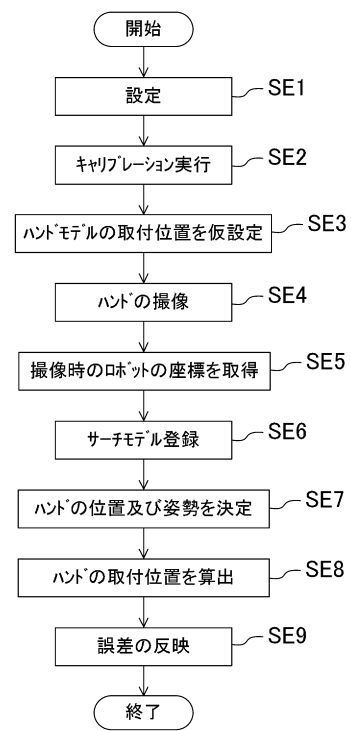 開始
設定
SE1
ｷｬﾘﾌﾞﾚｰｼｮﾝ実行
SE2
ﾊﾝﾄﾞﾓﾃﾞﾙの取付位置を仮設定
SE3
ﾊﾝﾄﾞの撮像
SE4
撮像時のﾛﾎﾞｯﾄの座標を取得
SE5
ｻｰﾁﾓﾃﾞﾙ登録
SE6
ﾊﾝﾄﾞの位置及び姿勢を決定
SE7
ﾊﾝﾄﾞの取付位置を算出
SE8
誤差の反映
SE9
終了